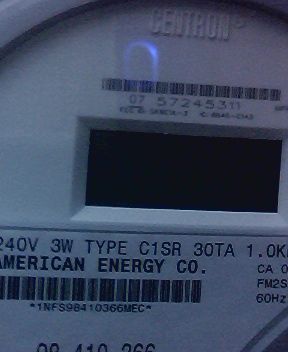 CENTRON
07 57245311
240V 3W TYPE C1SR 30TA 1.0K
AMERICAN ENERGY CO.
CA 0
FM2S
60Hz
*1NFS98410366MEC*
98 410 366